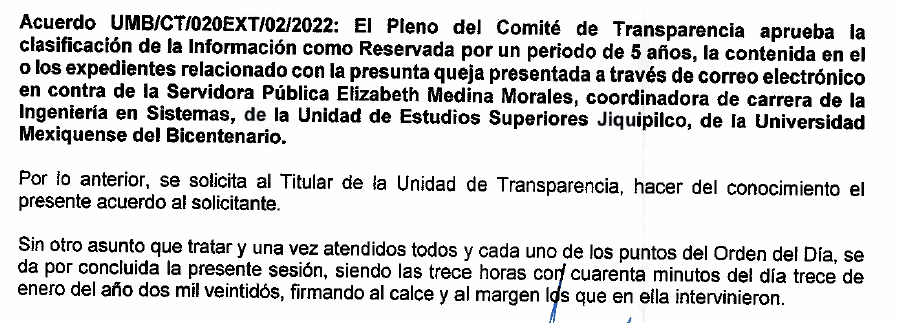 Acuerdo UMB/CT/020EXT/02/2022: El Pleno del Comité de Transparencia aprueba la
clasificación de la Información como Reservada por un periodo de 5 años, la contenida en el
o los expedientes relacionado con la presunta queja presentada a través de correo electrónico
en contra de la Servidora Pública Elizabeth Medina Morales, coordinadora de carrera de la
Ingeniería en Sistemas, de la Unidad de Estudios Superiores Jiquipilco, de la Universidad
Mexiquense del Bicentenario.
Por lo anterior, se solicita al Titular de la Unidad de Transparencia, hacer del conocimiento el
presente acuerdo al solicitante.
Sin otro asunto que tratar y una vez atendidos todos y cada uno de los puntos del Orden del Día, se
da por concluida la presente sesión, siendo las trece horas con cuarenta minutos del día trece de
enero del año dos mil veintidós, firmando al calce y al margen los que en ella intervinieron.